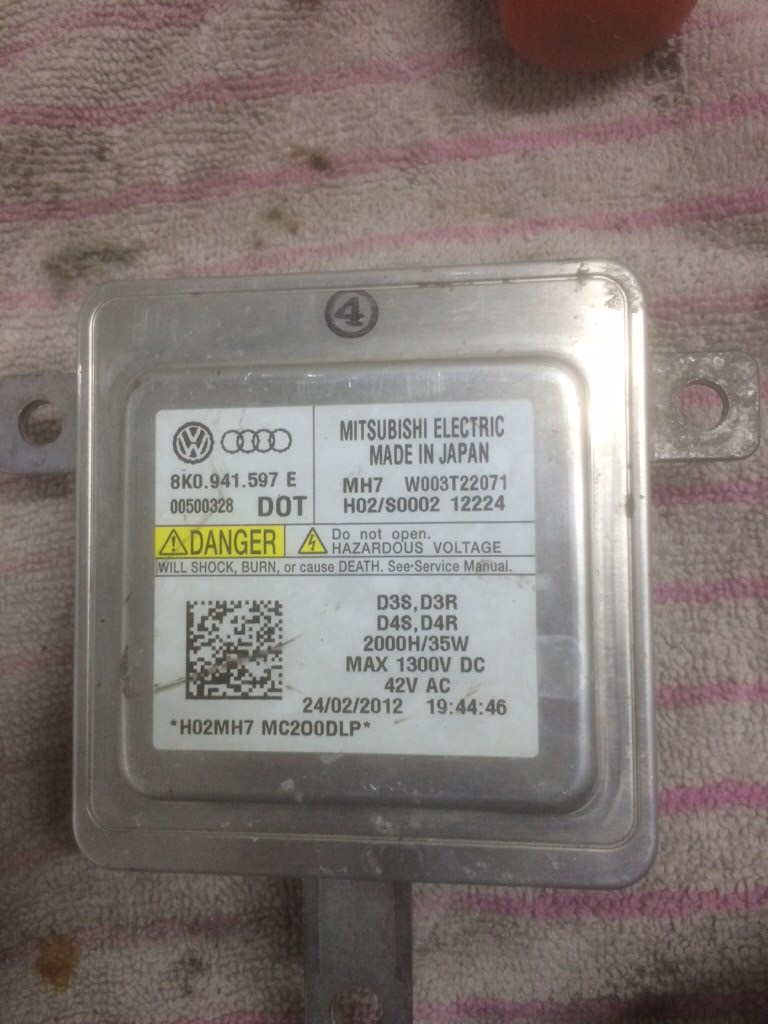 4
8K0.941.597 E
00500328 DOT
MITSUBISHI ELECTRIC
MADE IN JAPAN
MH7 W003T22071
H02/S0002 12224
DANGER
Do not open.
HAZARDOUS VOLTAGE
WILL SHOCK, BURN, or cause DEATH. See Service Manual.
D3S,D3R
D4S,D4R
2000H/35W
MAX 1300V DC
42V AC
24/02/2012 19:44:46
*H02MH7 MC2O0DLP*